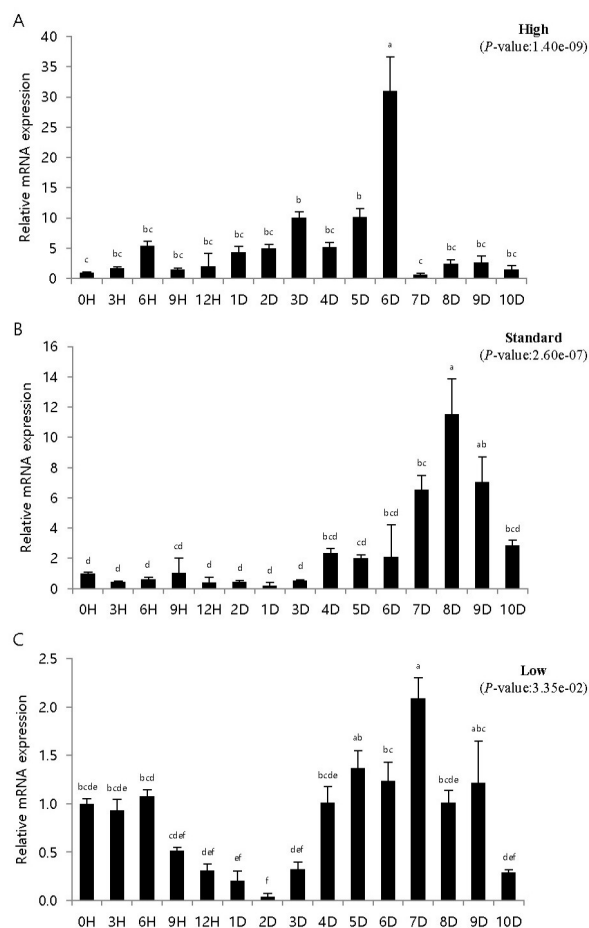 A
High
(P-value:1.40e-09)
Relative mRNA expression
40
35
30
25
20
15
10
5
0
c bc bc bc bc bc bc b bc b a c bc bc bc
0H 3H 6H 9H 12H 1D 2D 3D 4D 5D 6D 7D 8D 9D 10D
B
Standard
(P-value:2.60e-07)
Relative mRNA expression
16
14
12
10
8
6
4
2
0
d d d cd d d d d bcd cd bcd bc a ab bcd
0H 3H 6H 9H 12H 2D 1D 3D 4D 5D 6D 7D 8D 9D 10D
C
Low
(P-value:3.35e-02)
Relative mRNA expression
2.5
2.0
1.5
1.0
0.5
0.0
bcde bcde bcd cdef def ef f def bcde ab bc a bcde abc def
0H 3H 6H 9H 12H 1D 2D 3D 4D 5D 6D 7D 8D 9D 10D